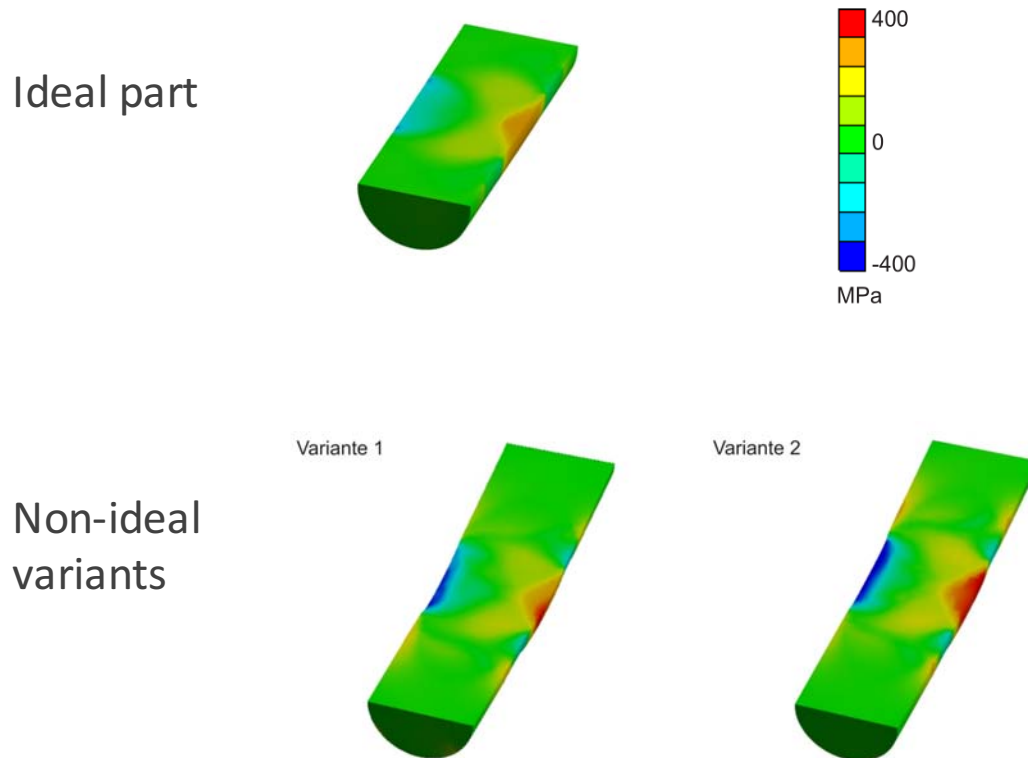 Ideal part
400
0
-400
MPa
Variante 1
Variante 2
Non-ideal
variants